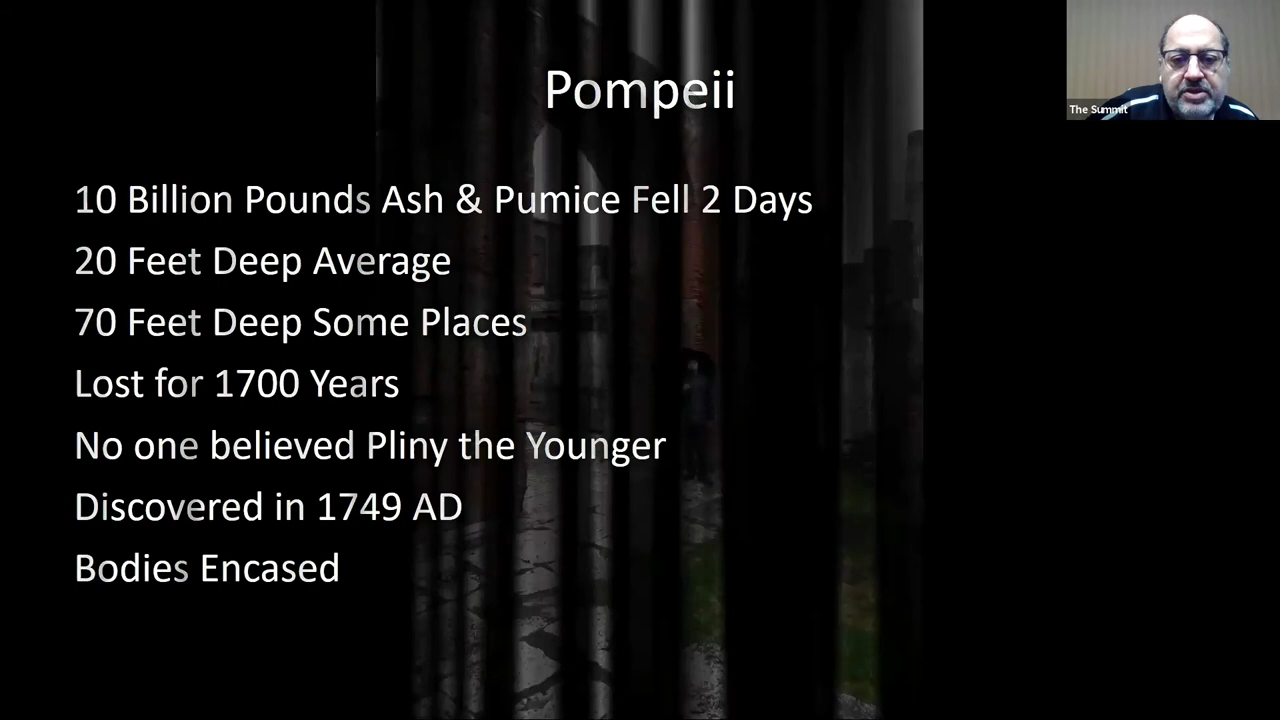 Pompeii
The Summit
10 Billion Pounds Ash & Pumice Fell 2 Days
20 Feet Deep Average
70 Feet Deep Some Places
Lost for 1700 Years
No one believed Pliny the Younger
Discovered in 1749 AD
Bodies Encased